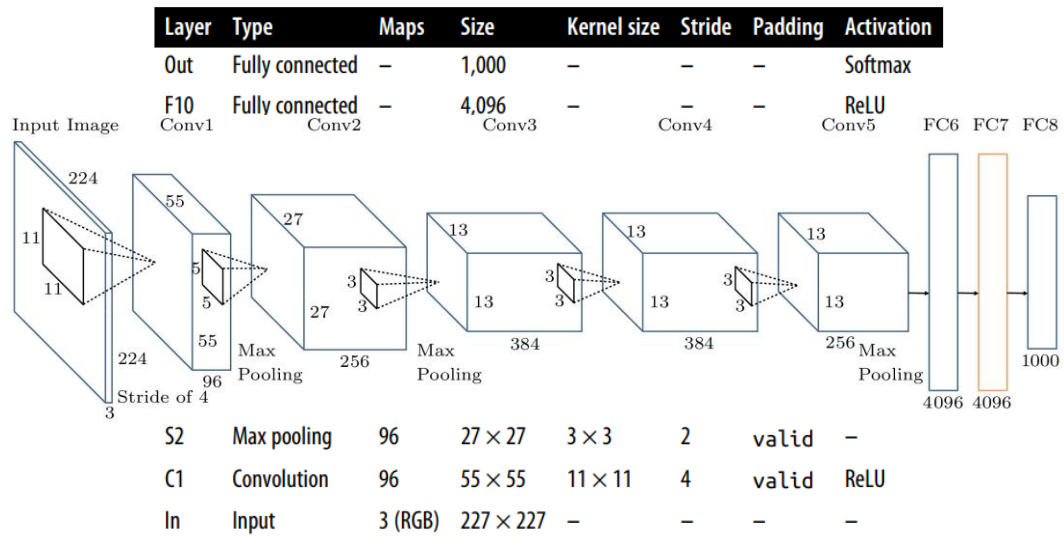 Layer Type Maps Size Kernel size Stride Padding Activation
Out Fully connected – 1,000 – – – Softmax
F10 Fully connected – 4,096 – – – ReLU
Input Image Conv1 Conv2 Conv3 Conv4 Conv5 FC6 FC7 FC8
224
55
27
13
13
13
11
11
5
5
3
3
3
3
3
3
27
13
13
13
55
224
96
256
384
384
256
1000
Max
Pooling
Max
Pooling
Max
Pooling
4096 4096
Stride of 4
3
S2 Max pooling 96 27 × 27 3 × 3 2 valid –
C1 Convolution 96 55 × 55 11 × 11 4 valid ReLU
In Input 3 (RGB) 227 × 227 – – – –